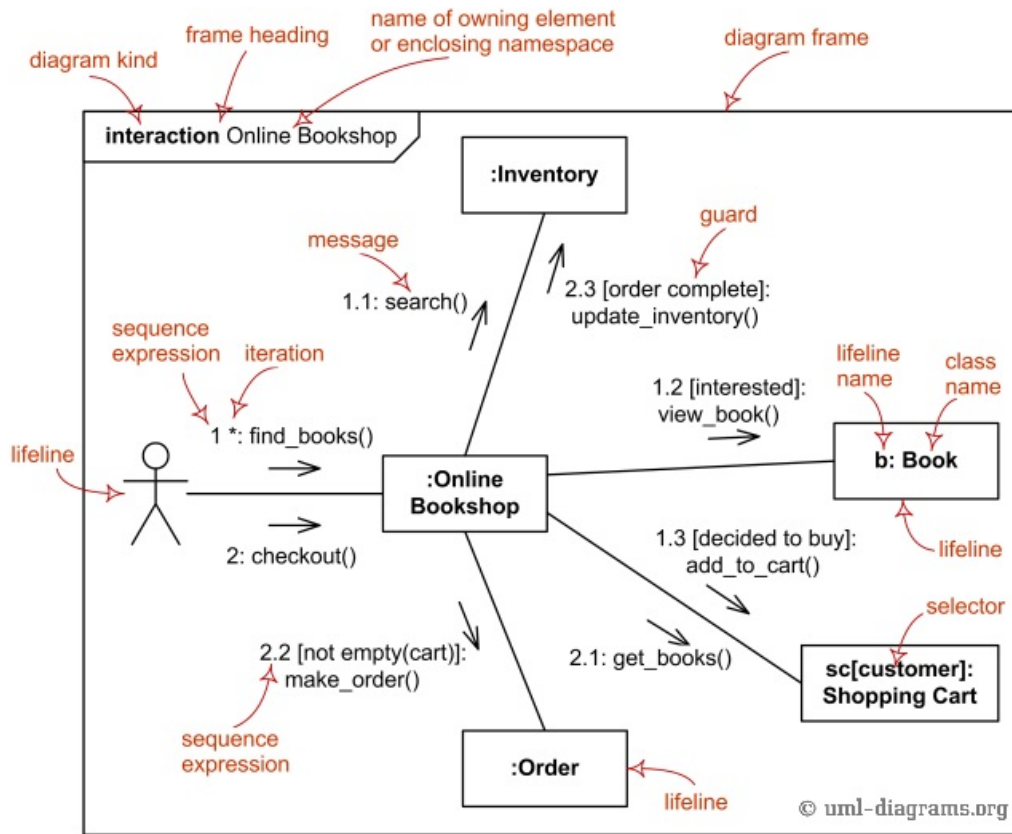 name of owning element
or enclosing namespace
frame heading
diagram frame
diagram kind
interaction Online Bookshop
:Inventory
guard
message
1.1: search()
2.3 [order complete]:
update_inventory()
sequence
expression
iteration
lifeline
name
class
name
1.2 [interested]:
view_book()
1 *: find_books()
lifeline
:Online
Bookshop
b: Book
2: checkout()
1.3 [decided to buy]:
add_to_cart()
lifeline
selector
2.2 [not empty(cart)]:
make_order()
2.1: get_books()
sc[customer]:
Shopping Cart
sequence
expression
:Order
lifeline
© uml-diagrams.org